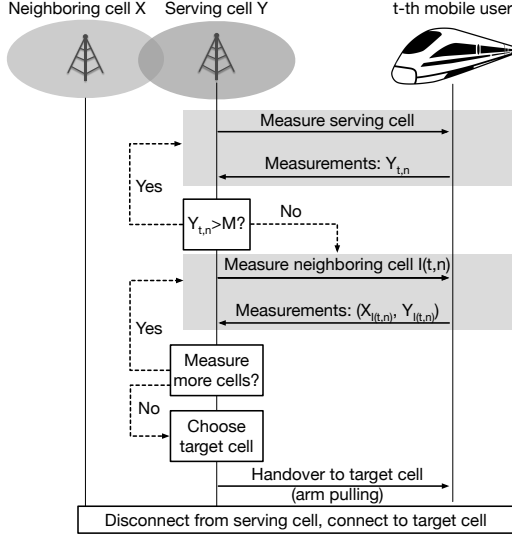 Neighboring cell X
Serving cell Y
t-th mobile user
Measure serving cell
Measurements: Y_{t,n}
Yes
Y_{t,n}>M?
No
Measure neighboring cell I(t,n)
Measurements: (X_{I(t,n)}, Y_{I(t,n)})
Yes
Measure
more cells?
No
Choose
target cell
Handover to target cell
(arm pulling)
Disconnect from serving cell, connect to target cell